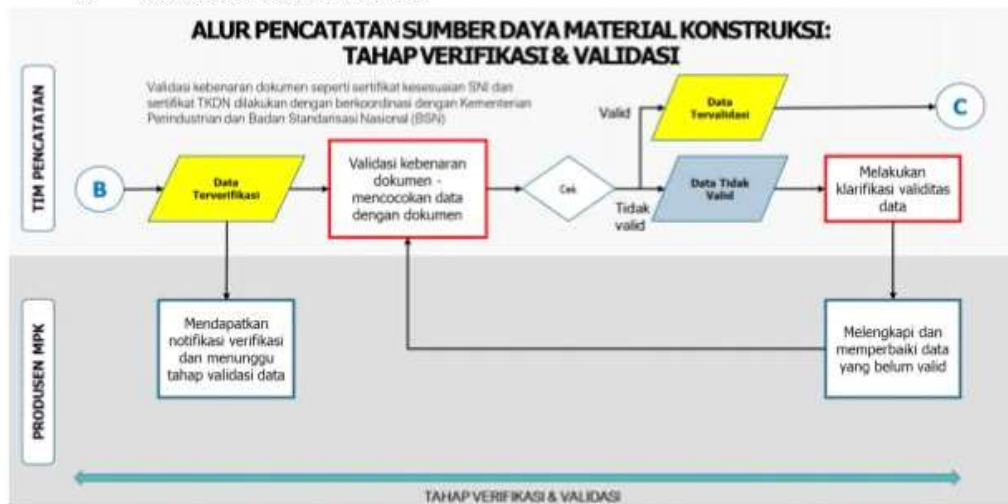 ALUR PENCATATAN SUMBER DAYA MATERIAL KONSTRUKSI:
TAHAP VERIFIKASI & VALIDASI
Validasi kebenaran dokumen seperti sertifikat kesesuaian SNI dan
sertifikat TKDN dilakukan dengan berkoordinasi dengan Kementerian
Perindustrian dan Badan Standarisasi Nasional (BSN)
TIM PENCATATAN
B
Data
Terverifikasi
Validasi kebenaran
dokumen -
mencocokan data
dengan dokumen
Cek
Valid
Data
Tervalidasi
C
Tidak
valid
Data Tidak
Valid
Melakukan
klarifikasi validitas
data
PRODUSEN MPK
Mendapatkan
notifikasi verifikasi
dan menunggu
tahap validasi data
Melengkapi dan
memperbaiki data
yang belum valid
TAHAP VERIFIKASI & VALIDASI